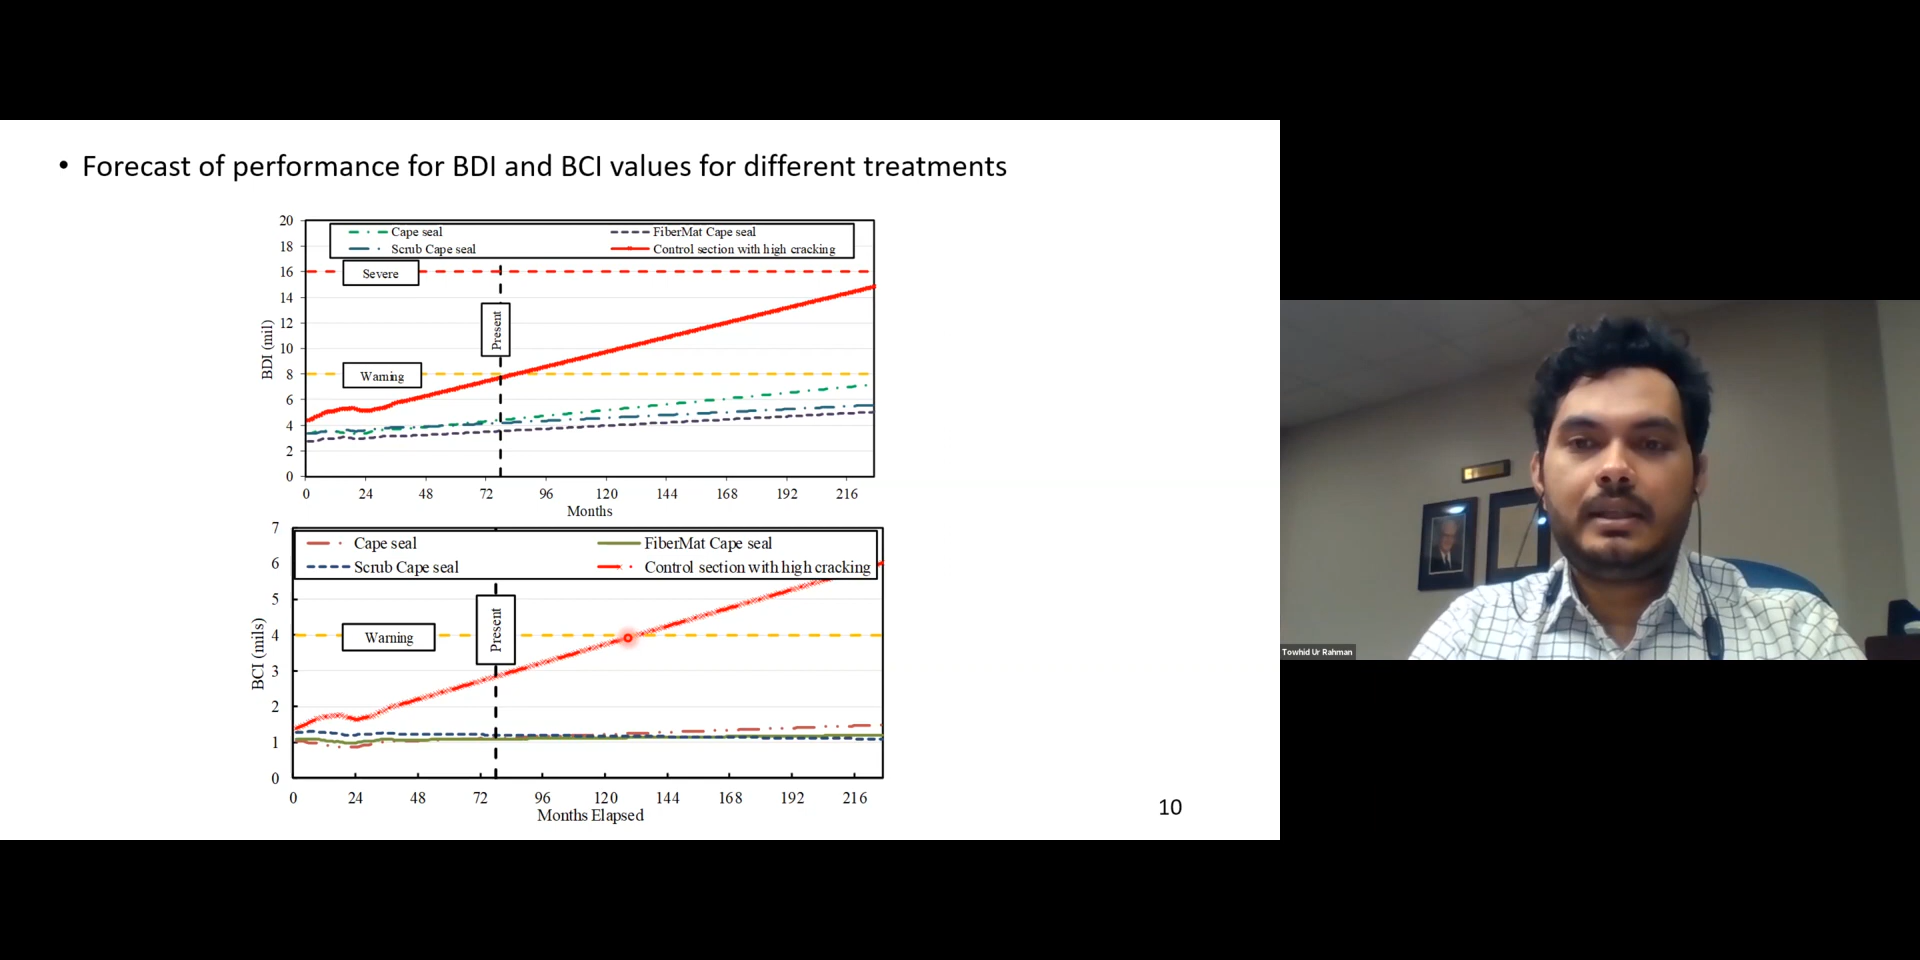 • Forecast of performance for BDI and BCI values for different treatments
20
Cape seal
FiberMat Cape seal
18
Scrub Cape seal
Control section with high cracking
16
Severe
14
12
Present
10
BDI (mil)
8
Warning
6
4
2
0
0 24 48 72 96 120 144 168 192 216
Months
7
Cape seal
FiberMat Cape seal
6
Scrub Cape seal
Control section with high cracking
5
Present
4
Warning
BCI (mils)
3
2
1
0
0 24 48 72 96 120 144 168 192 216
Months Elapsed
10
Towhid Ur Rahman